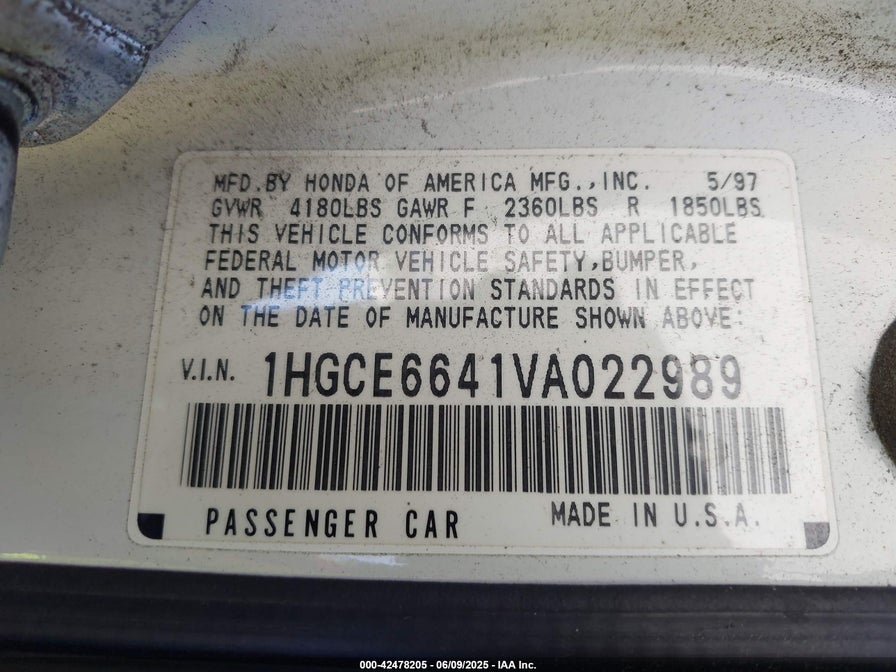 MFD.BY HONDA OF AMERICA MFG.,INC. 5/97
GVWR 4180LBS GAWR F 2360LBS R 1850LBS
THIS VEHICLE CONFORMS TO ALL APPLICABLE
FEDERAL MOTOR VEHICLE SAFETY,BUMPER,
AND THEFT PREVENTION STANDARDS IN EFFECT
ON THE DATE OF MANUFACTURE SHOWN ABOVE:
V.I.N. 1HGCE6641VA022989
PASSENGER CAR MADE IN U.S.A.
000-42478205 - 06/09/2025 - IAA Inc.